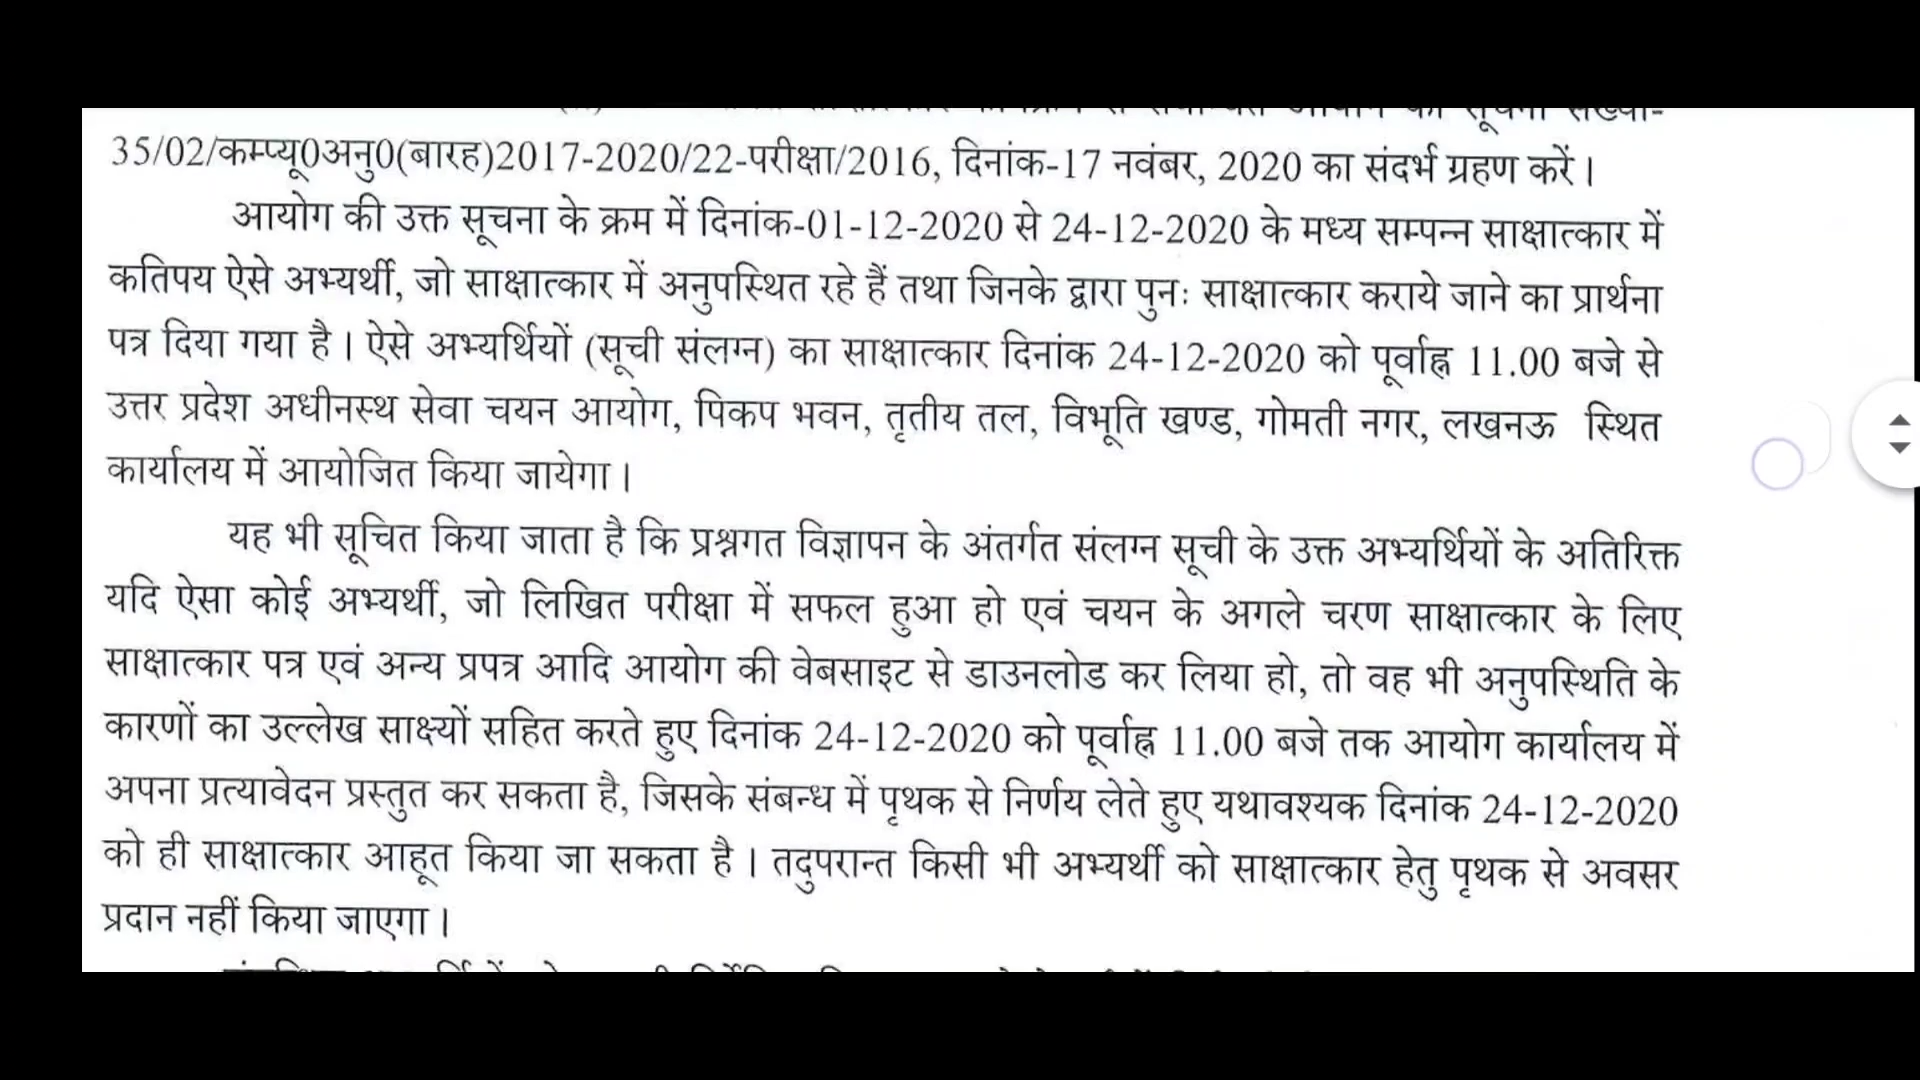 35/02/कम्प्यू0अनु0(बारह)2017-2020/22-परीक्षा/2016, दिनांक-17 नवंबर, 2020 का संदर्भ ग्रहण करें।
आयोग की उक्त सूचना के क्रम में दिनांक-01-12-2020 से 24-12-2020 के मध्य सम्पन्न साक्षात्कार में
कतिपय ऐसे अभ्यर्थी, जो साक्षात्कार में अनुपस्थित रहे हैं तथा जिनके द्वारा पुनः साक्षात्कार कराये जाने का प्रार्थना
पत्र दिया गया है। ऐसे अभ्यर्थियों (सूची संलग्न) का साक्षात्कार दिनांक 24-12-2020 को पूर्वाह्न 11.00 बजे से
उत्तर प्रदेश अधीनस्थ सेवा चयन आयोग, पिकप भवन, तृतीय तल, विभूति खण्ड, गोमती नगर, लखनऊ स्थित
कार्यालय में आयोजित किया जायेगा।
यह भी सूचित किया जाता है कि प्रश्नगत विज्ञापन के अंतर्गत संलग्न सूची के उक्त अभ्यर्थियों के अतिरिक्त
यदि ऐसा कोई अभ्यर्थी, जो लिखित परीक्षा में सफल हुआ हो एवं चयन के अगले चरण साक्षात्कार के लिए
साक्षात्कार पत्र एवं अन्य प्रपत्र आदि आयोग की वेबसाइट से डाउनलोड कर लिया हो, तो वह भी अनुपस्थिति के
कारणों का उल्लेख साक्ष्यों सहित करते हुए दिनांक 24-12-2020 को पूर्वाह्न 11.00 बजे तक आयोग कार्यालय में
अपना प्रत्यावेदन प्रस्तुत कर सकता है, जिसके संबन्ध में पृथक से निर्णय लेते हुए यथावश्यक दिनांक 24-12-2020
को ही साक्षात्कार आहूत किया जा सकता है। तदुपरान्त किसी भी अभ्यर्थी को साक्षात्कार हेतु पृथक से अवसर
प्रदान नहीं किया जाएगा।